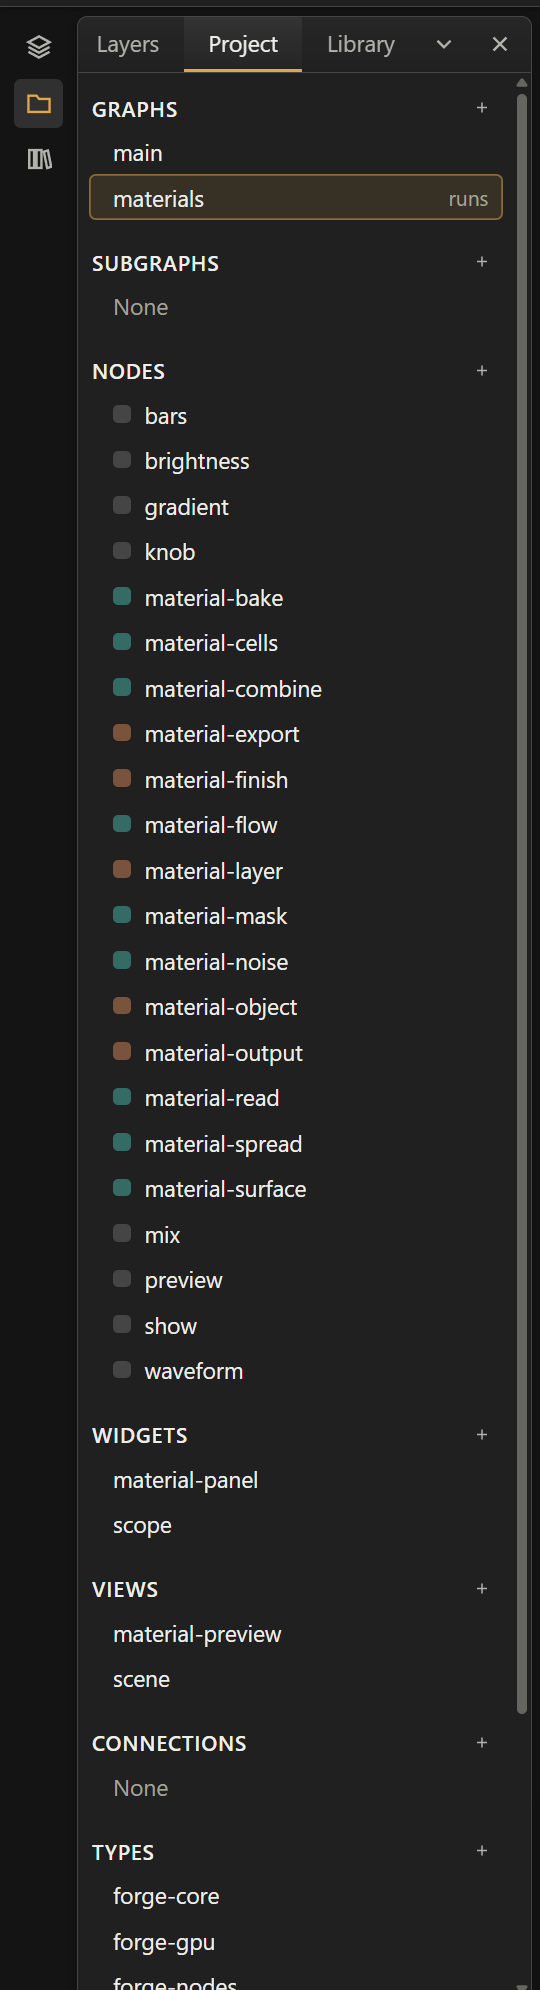 Layers Project Library
GRAPHS +
main
materials runs
SUBGRAPHS +
None
NODES +
bars
brightness
gradient
knob
material-bake
material-cells
material-combine
material-export
material-finish
material-flow
material-layer
material-mask
material-noise
material-object
material-output
material-read
material-spread
material-surface
mix
preview
show
waveform
WIDGETS +
material-panel
scope
VIEWS +
material-preview
scene
CONNECTIONS +
None
TYPES +
forge-core
forge-gpu
forge-nodes